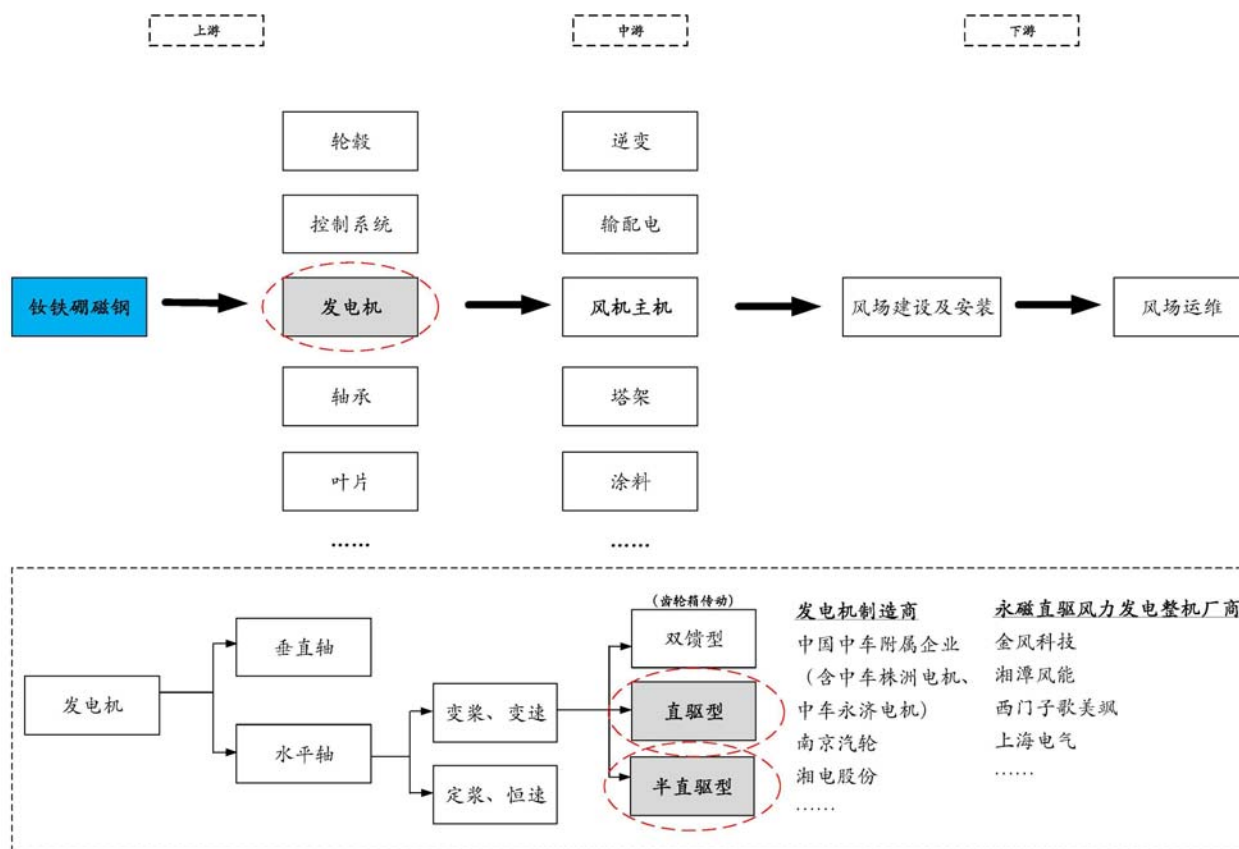 上游
中游
下游
轮毂
逆变
控制系统
输配电
钕铁硼磁钢
发电机
风机主机
风场建设及安装
风场运维
轴承
塔架
叶片
涂料
……
……
(齿轮箱传动)
双馈型
垂直轴
发电机
水平轴
变桨、变速
定桨、恒速
直驱型
半直驱型
发电机制造商
中国中车附属企业
（含中车株洲电机、
中车永济电机）
南京汽轮
湘电股份
……
永磁直驱风力发电整机厂商
金风科技
湘潭风能
西门子歌美飒
上海电气
……